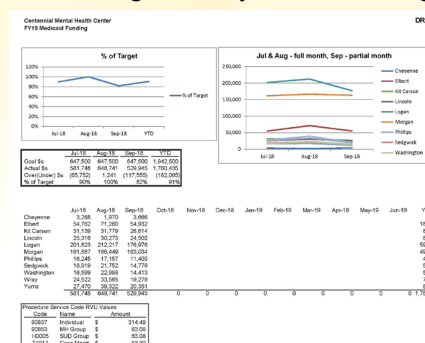 Centennial Mental Health Center
FY19 Medicaid Funding
DR
% of Target
120%
100%
80%
60%
40%
20%
0%
Jul-18 Aug-18 Sep-18 YTD
% of Target
Jul & Aug - full month, Sep - partial month
250,000
200,000
150,000
100,000
50,000
Jul-18 Aug-18 Sep-18
Cheyenne
Elbert
Kit Carson
Lincoln
Logan
Morgan
Phillips
Sedgwick
Washington
Jul-18 Aug-18 Sep-18 YTD
Goal $s 647,500 647,500 647,500 1,942,500
Actual $s 581,748 648,741 529,945 1,760,435
Over(Under) $s (65,752) 1,241 (117,555) (182,065)
% of Target 90% 100% 82% 91%
Jul-18 Aug-18 Sep-18 Oct-18 Nov-18 Dec-18 Jan-19 Feb-19 Mar-19 Apr-19 May-19 Jun-19 Y
Cheyenne 3,268 1,970 3,666
Elbert 54,762 71,260 54,932
Kit Carson 31,139 31,779 26,614
Lincoln 25,316 30,273 24,502
Logan 201,823 212,217 176,978
Morgan 161,687 166,449 163,034
Phillips 16,245 17,157 11,400
Sedgwick 18,919 21,752 14,776
Washington 16,599 22,998 14,413
Wray 24,522 33,585 19,279
Yuma 27,470 39,322 20,381
581,748 648,741 529,945 0 0 0 0 0 0 0 0 0
Procedure Service Code RVU Values
Code Name Amount
90837 Individual $ 314.49
90853 MH Group $ 63.08
H0005 SUD Group $ 63.08